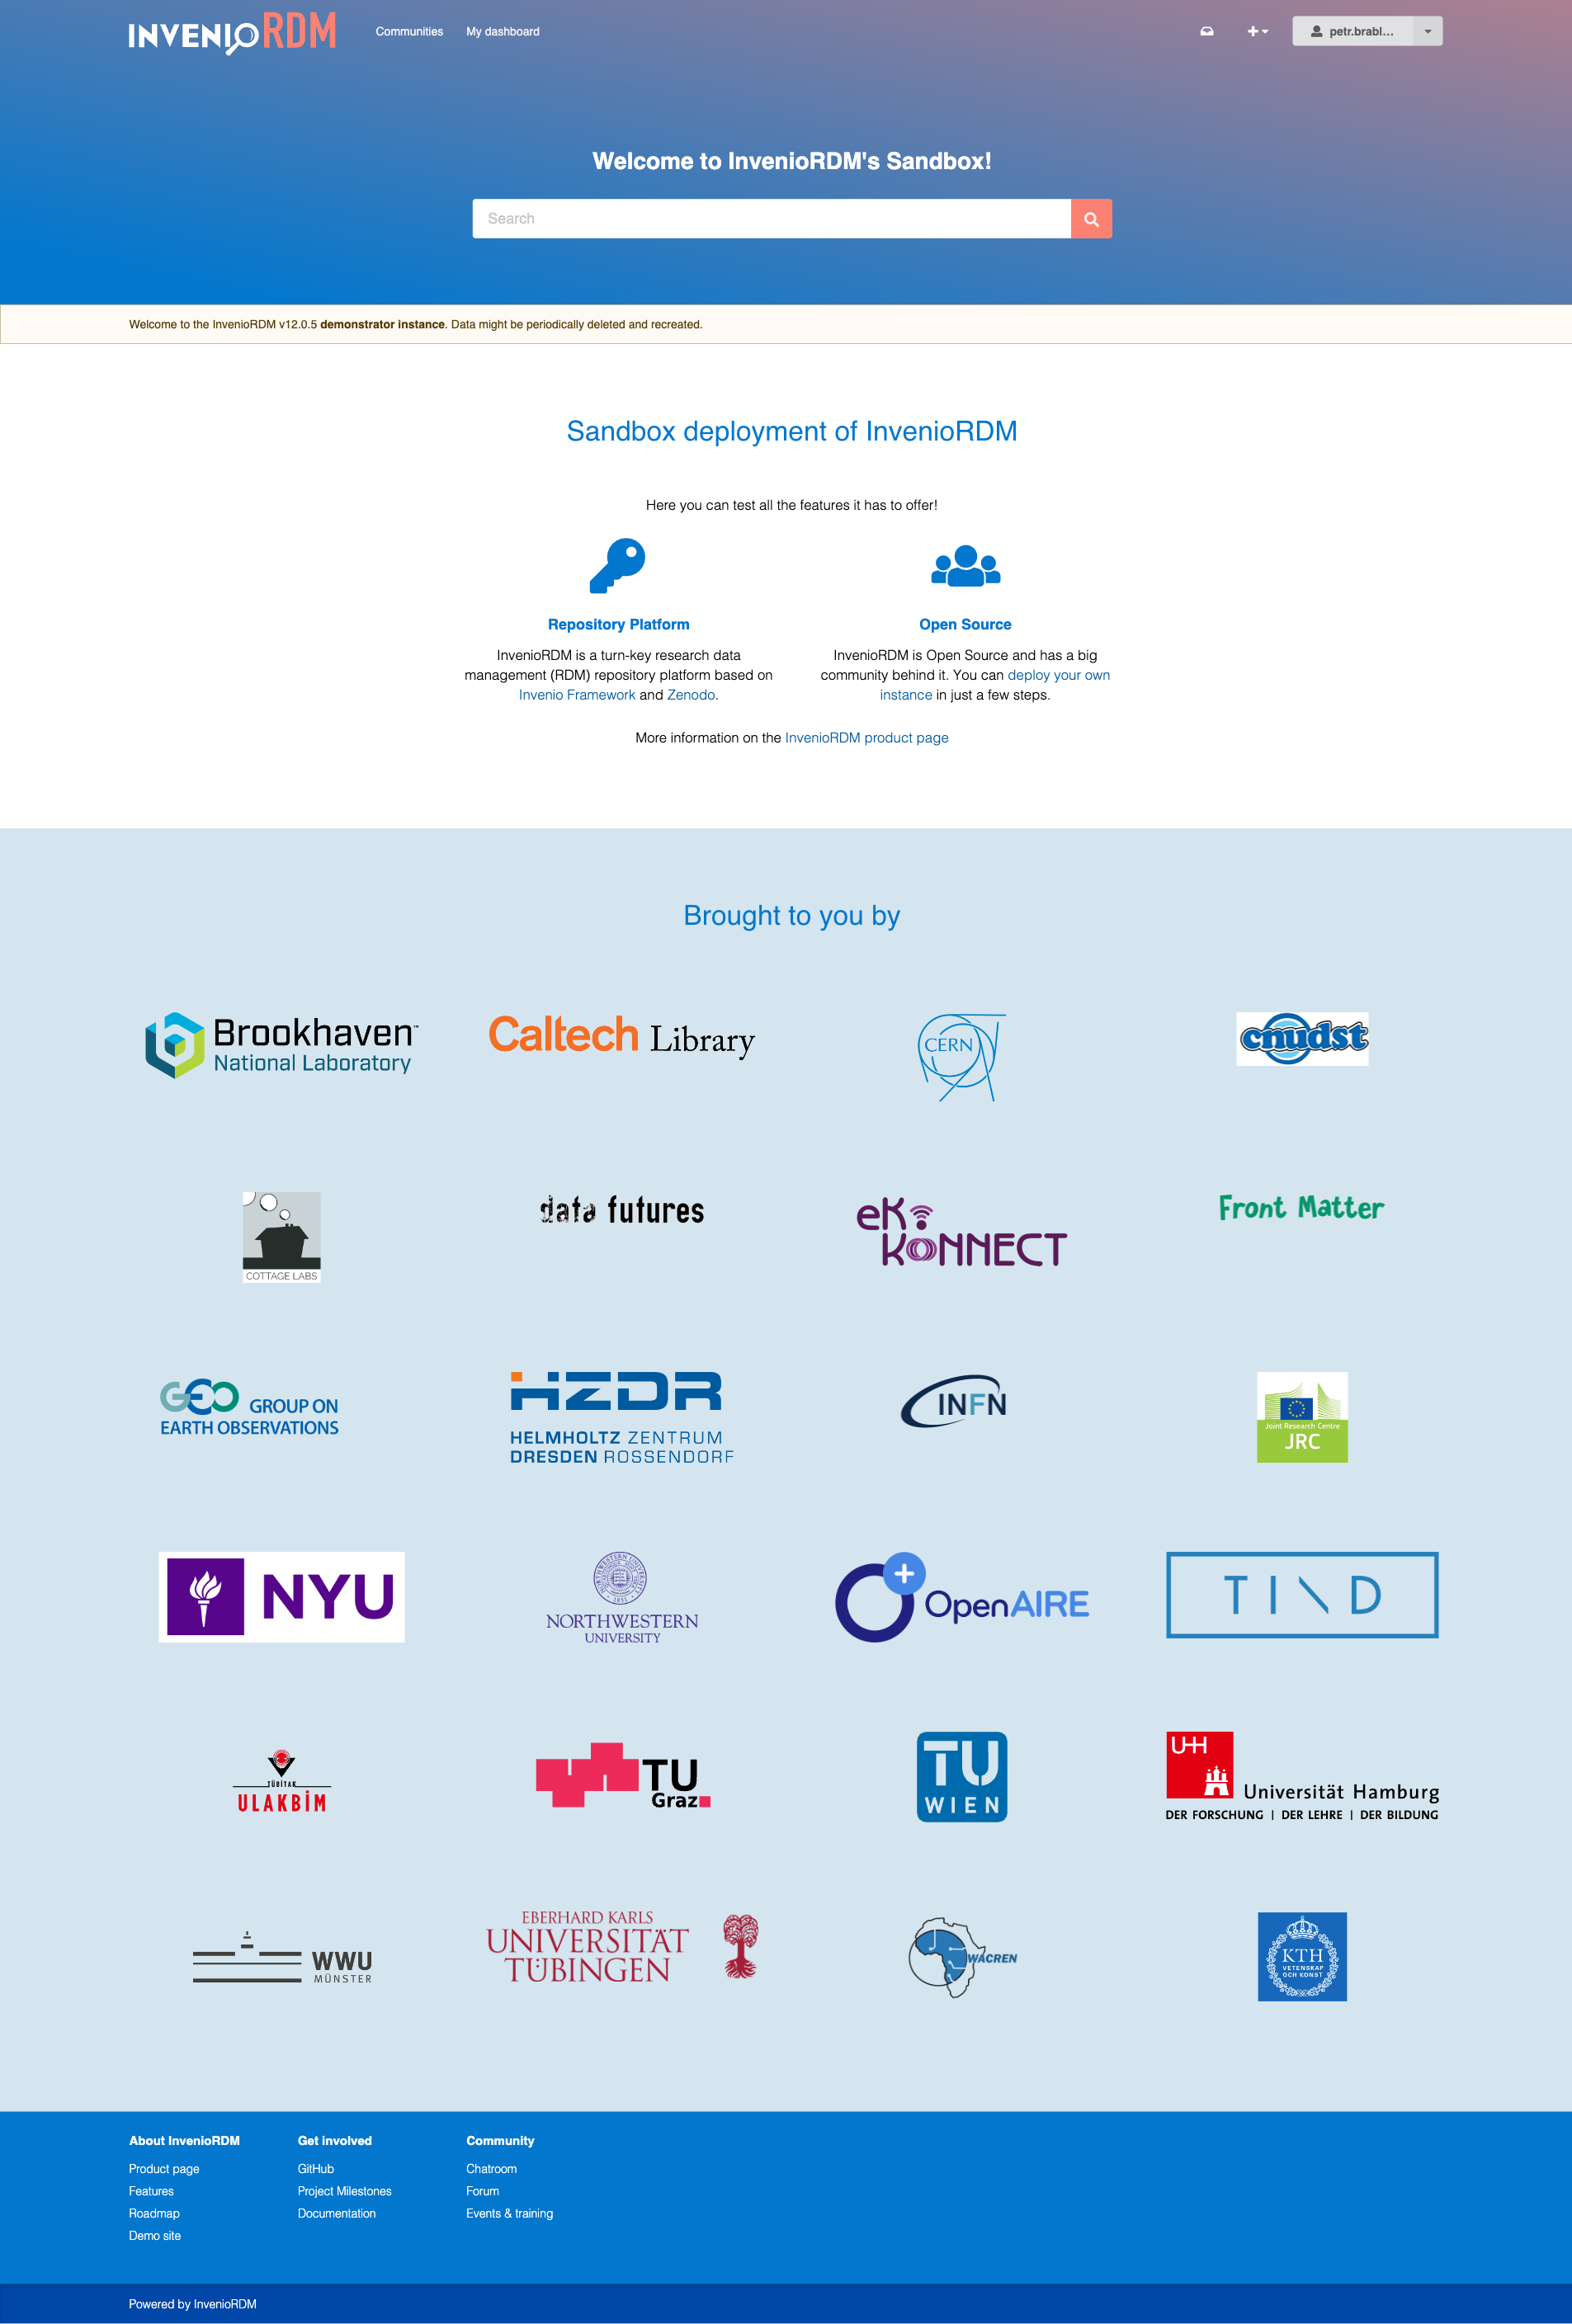 INVENIO RDM
Communities
My dashboard
petr.brabl...
Welcome to InvenioRDM's Sandbox!
Search
Welcome to the InvenioRDM v12.0.5 demonstrator instance. Data might be periodically deleted and recreated.
Sandbox deployment of InvenioRDM
Here you can test all the features it has to offer!
Repository Platform
InvenioRDM is a turn-key research data
management (RDM) repository platform based on
Invenio Framework and Zenodo.
Open Source
InvenioRDM is Open Source and has a big
community behind it. You can deploy your own
instance in just a few steps.
More information on the InvenioRDM product page
Brought to you by
Brookhaven™
National Laboratory
Caltech Library
CERN
cnudst
COTTAGE LABS
data futures
eko
KONNECT
Front Matter
GEO GROUP ON
EARTH OBSERVATIONS
HZDR
HELMHOLTZ ZENTRUM
DRESDEN ROSSENDORF
INFN
Joint Research Centre
JRC
NYU
NORTHWESTERN
UNIVERSITY
OpenAIRE
TIND
TÜBİTAK
ULAKBİM
TU
Graz
TU
WIEN
UHH
Universität Hamburg
DER FORSCHUNG | DER LEHRE | DER BILDUNG
WWU
MÜNSTER
EBERHARD KARLS
UNIVERSITÄT
TÜBINGEN
WACREN
KTH
VETENSKAP
OCH KONST
About InvenioRDM
Product page
Features
Roadmap
Demo site
Get involved
GitHub
Project Milestones
Documentation
Community
Chatroom
Forum
Events & training
Powered by InvenioRDM